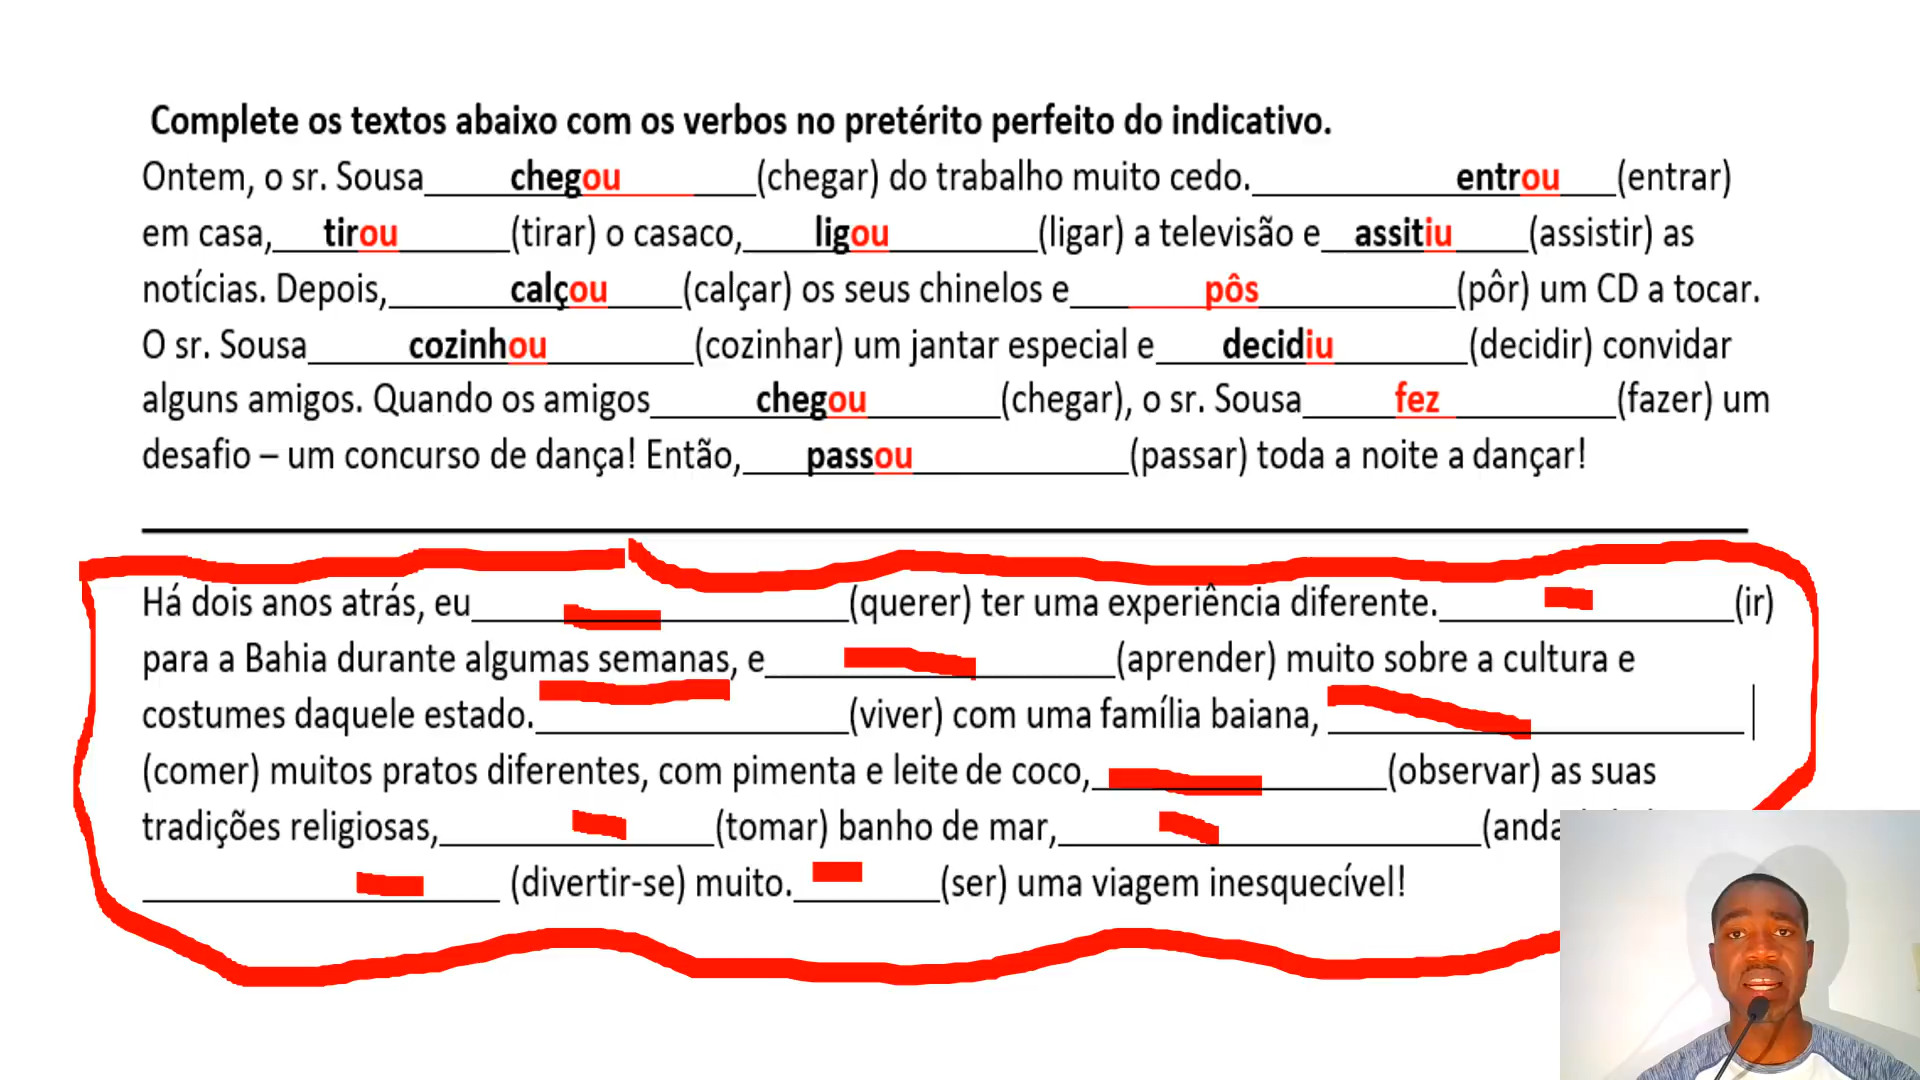 Complete os textos abaixo com os verbos no pretérito perfeito do indicativo.
Ontem, o sr. Sousa chegou (chegar) do trabalho muito cedo. entrou (entrar)
em casa, tirou (tirar) o casaco, ligou (ligar) a televisão e assitiu (assistir) as
notícias. Depois, calçou (calçar) os seus chinelos e pôs (pôr) um CD a tocar.
O sr. Sousa cozinhou (cozinhar) um jantar especial e decidiu (decidir) convidar
alguns amigos. Quando os amigos chegou (chegar), o sr. Sousa fez (fazer) um
desafio – um concurso de dança! Então, passou (passar) toda a noite a dançar!
Há dois anos atrás, eu (querer) ter uma experiência diferente. (ir)
para a Bahia durante algumas semanas, e (aprender) muito sobre a cultura e
costumes daquele estado. (viver) com uma família baiana,
(comer) muitos pratos diferentes, com pimenta e leite de coco, (observar) as suas
tradições religiosas, (tomar) banho de mar,
(divertir-se) muito. (ser) uma viagem inesquecível!